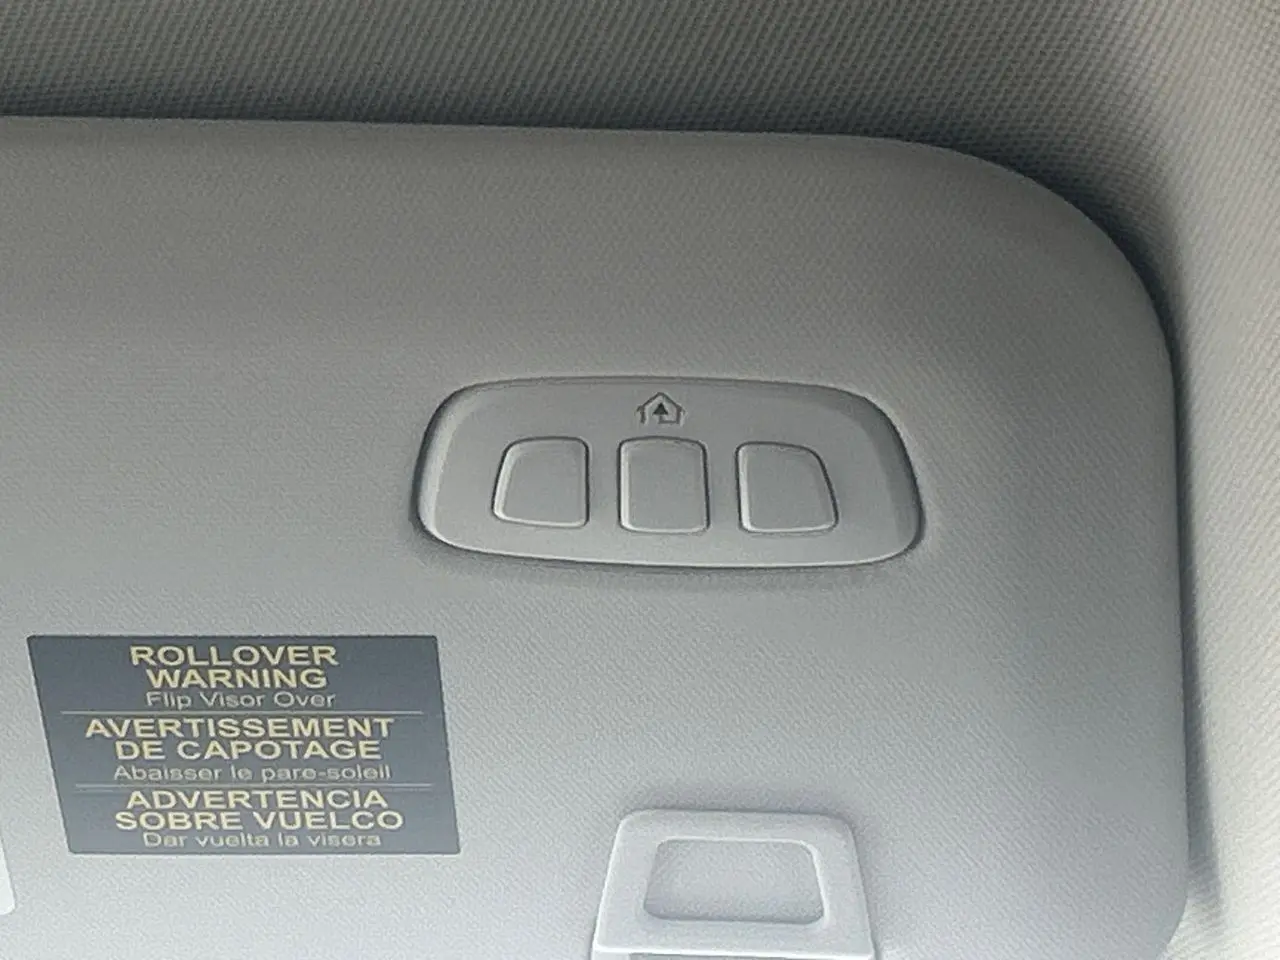 ROLLOVER
WARNING
Flip Visor Over
AVERTISSEMENT
DE CAPOTAGE
Abaisser le pare-soleil
ADVERTENCIA
SOBRE VUELCO
Dar vuelta la visera